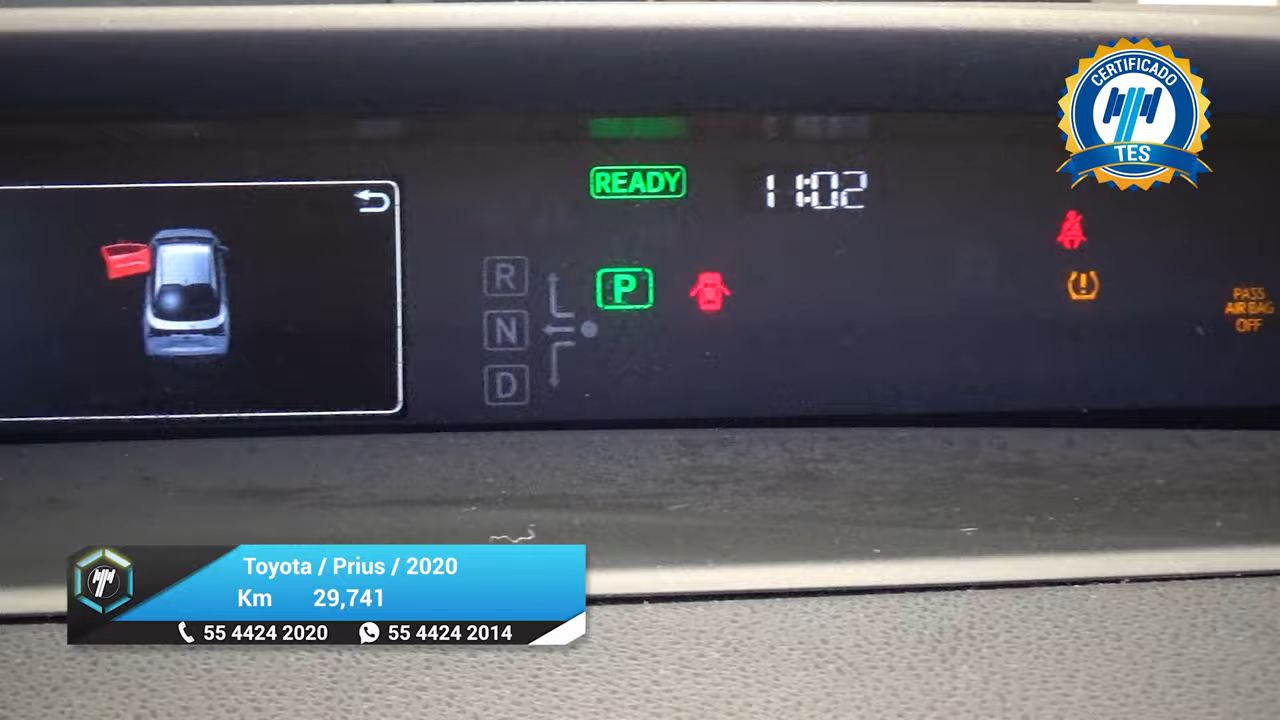 CERTIFICADO
TES
READY
11:02
R
P
N
D
PASS
AIR BAG
OFF
Toyota / Prius / 2020
Km 29,741
55 4424 2020 55 4424 2014